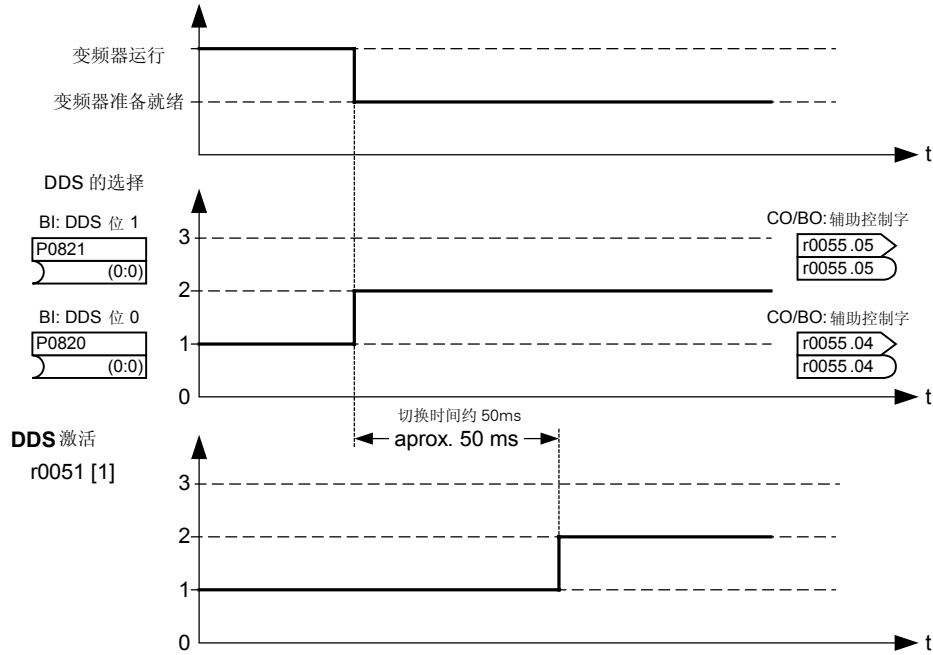 变频器运行
变频器准备就绪
t
DDS 的选择
BI: DDS 位 1
P0821
(0:0)
BI: DDS 位 0
P0820
(0:0)
3
2
1
0
CO/BO: 辅助控制字
r0055.05
r0055.05
CO/BO: 辅助控制字
r0055.04
r0055.04
t
切换时间约 50ms
aprox. 50 ms
DDS 激活
r0051 [1]
3
2
1
0
t